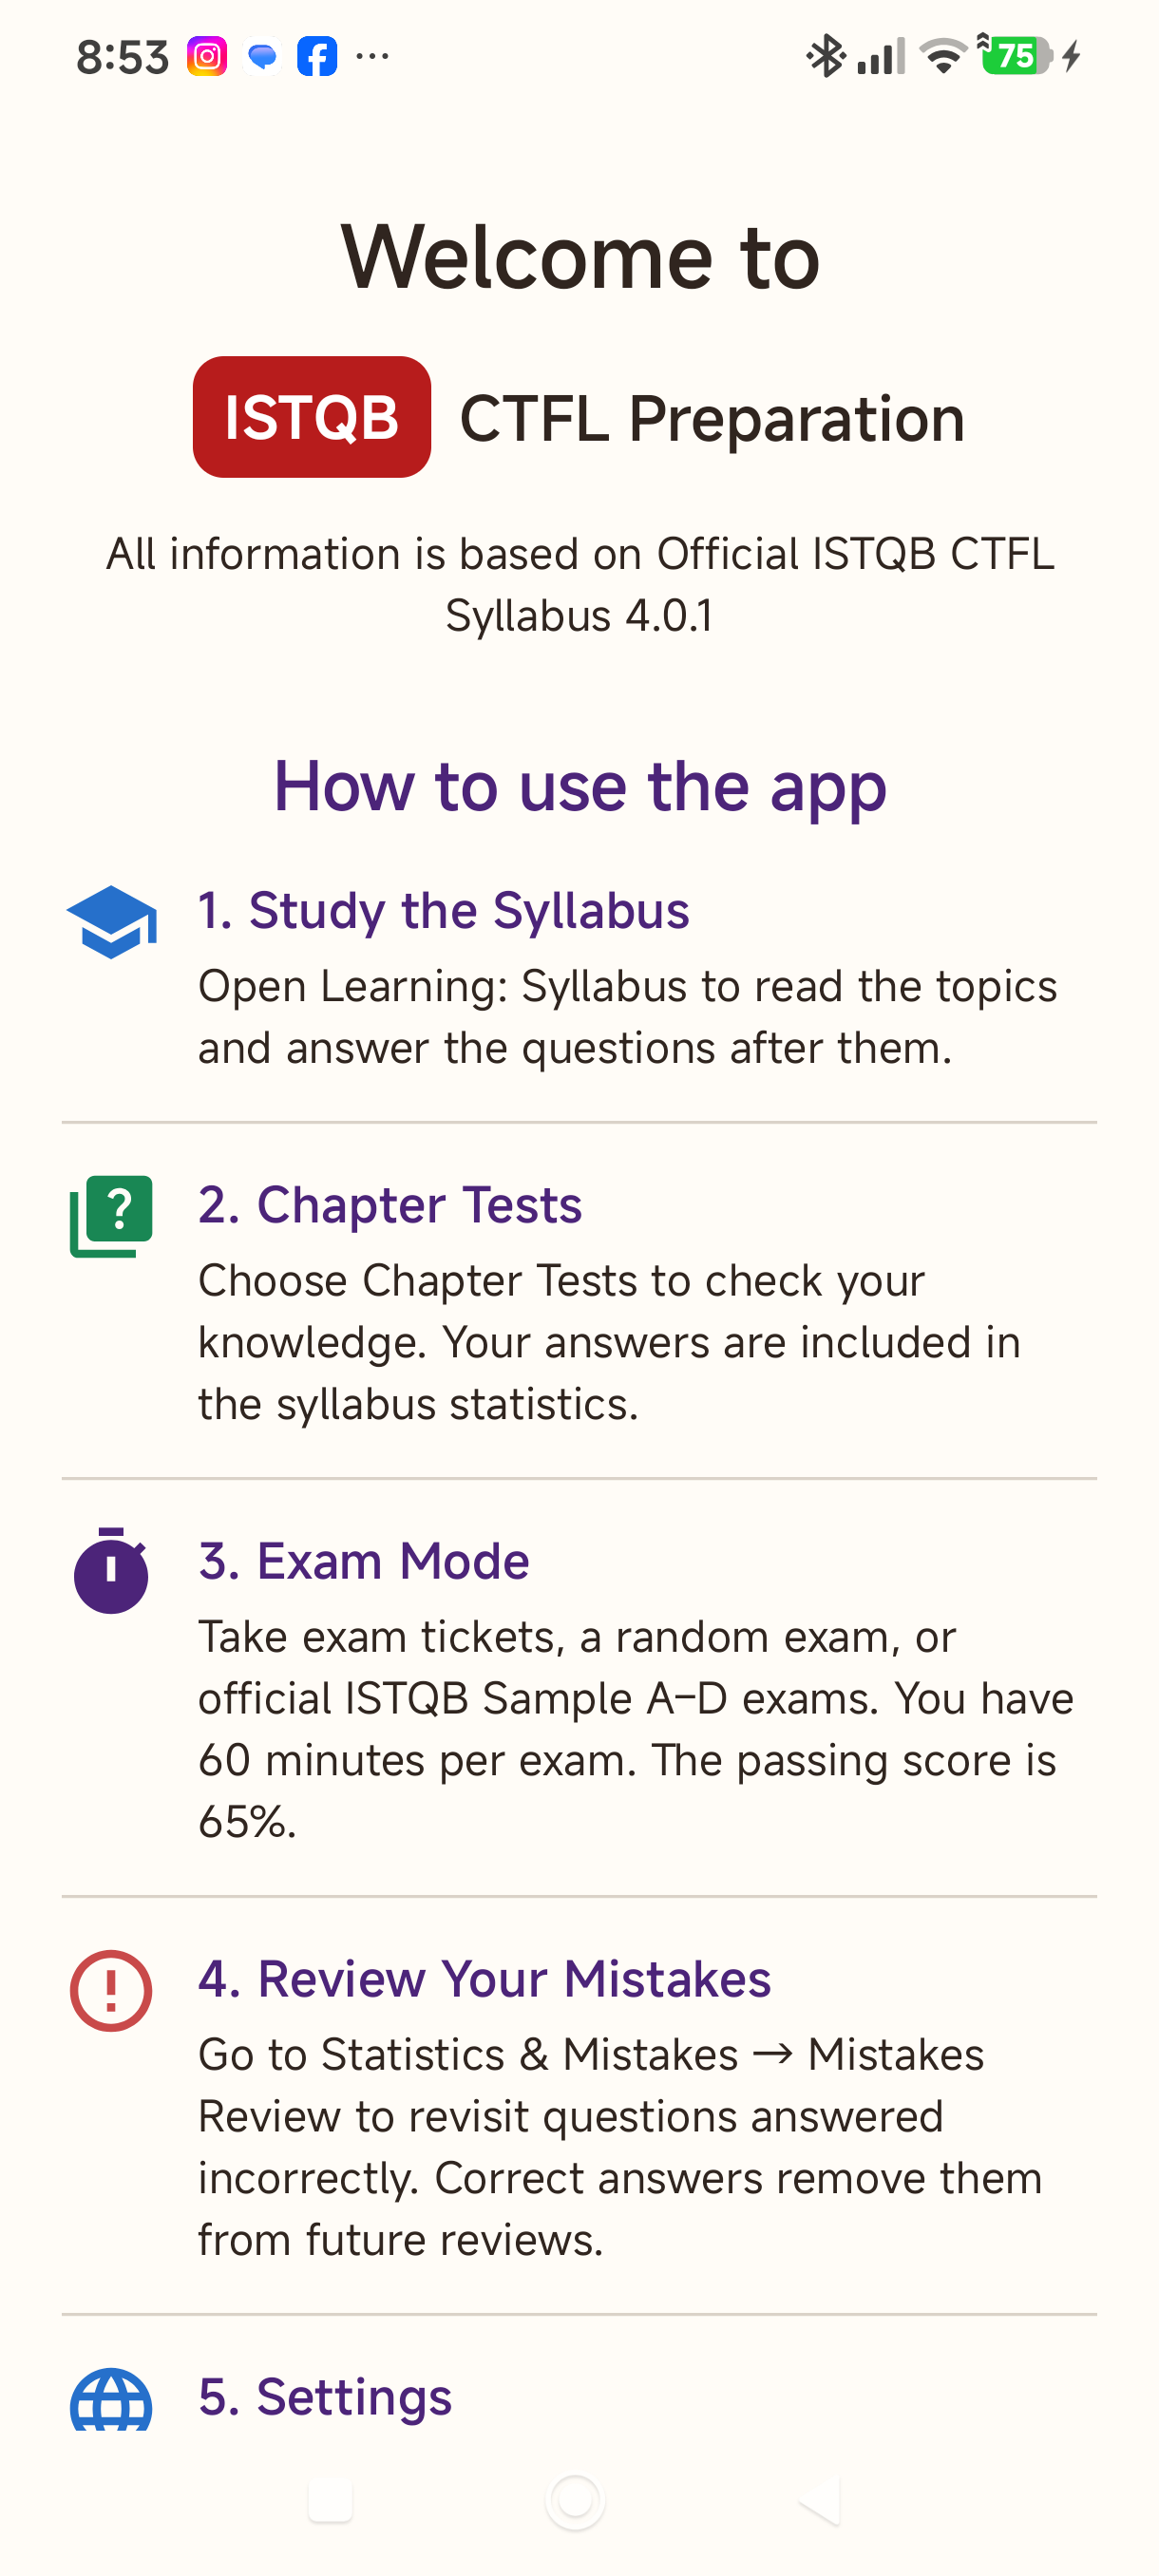 8:53 ... 75
Welcome to
ISTQB CTFL Preparation
All information is based on Official ISTQB CTFL
Syllabus 4.0.1
How to use the app
1. Study the Syllabus
Open Learning: Syllabus to read the topics
and answer the questions after them.
?
2. Chapter Tests
Choose Chapter Tests to check your
knowledge. Your answers are included in
the syllabus statistics.
3. Exam Mode
Take exam tickets, a random exam, or
official ISTQB Sample A–D exams. You have
60 minutes per exam. The passing score is
65%.
4. Review Your Mistakes
Go to Statistics & Mistakes → Mistakes
Review to revisit questions answered
incorrectly. Correct answers remove them
from future reviews.
5. Settings